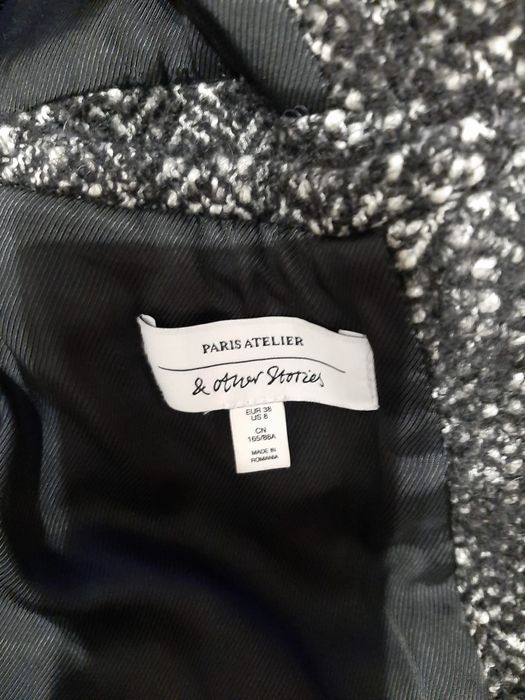 PARIS ATELIER
& other Stories
EUR 38
US 8
CN
165/88A
MADE IN
ROMANIA